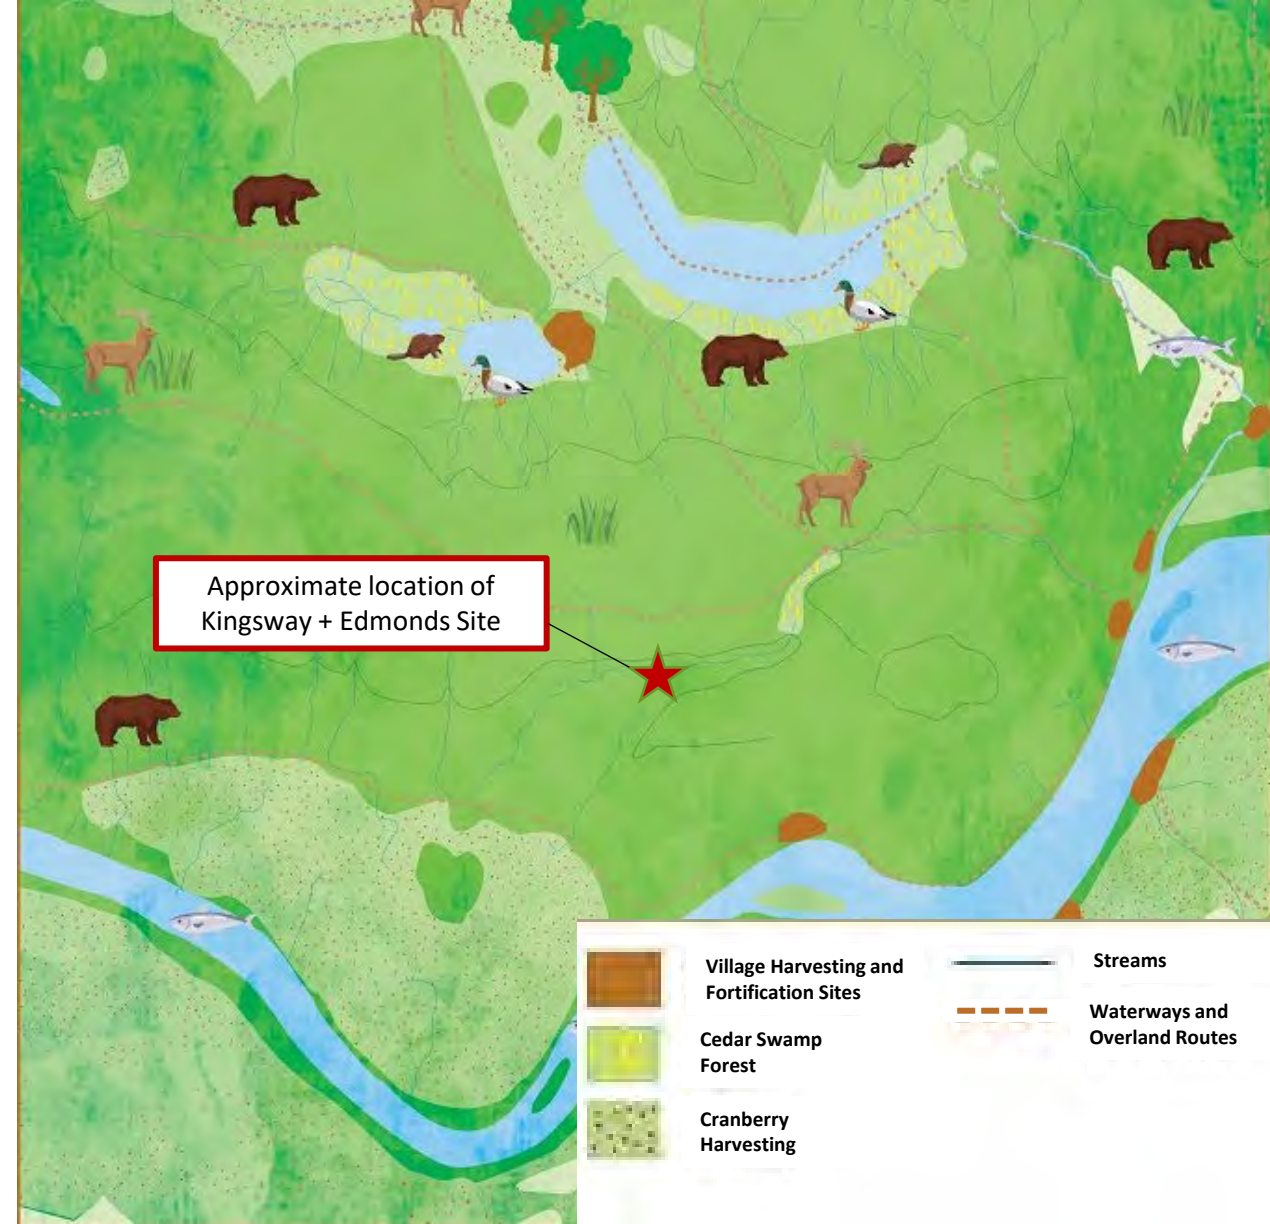 Approximate location of
Kingsway + Edmonds Site
Village Harvesting and
Fortification Sites
Cedar Swamp
Forest
Cranberry
Harvesting
Streams
Waterways and
Overland Routes